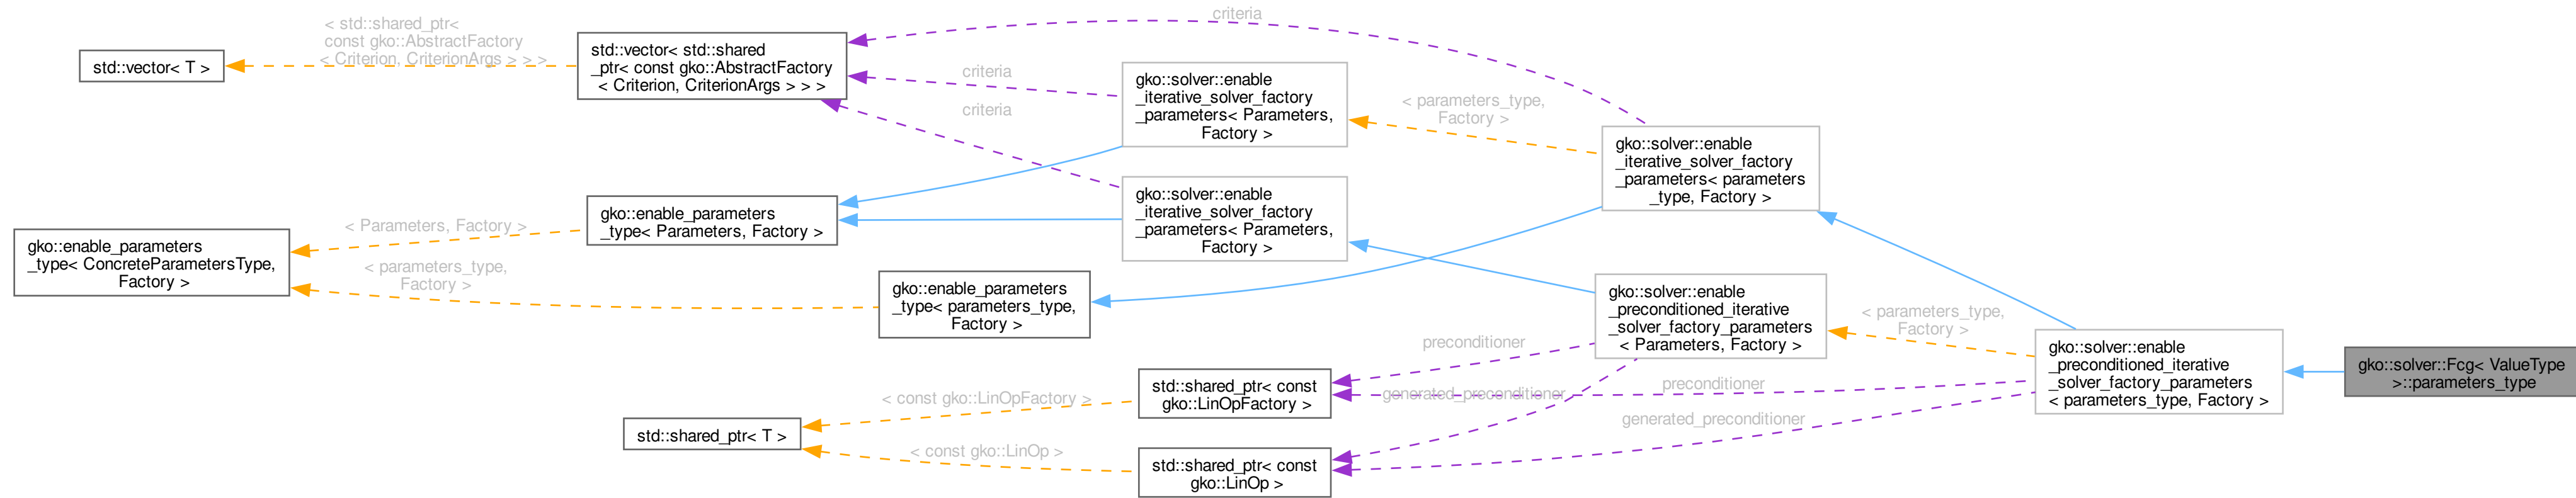 std::vector< T >
< std::shared_ptr<
const gko::AbstractFactory
< Criterion, CriterionArgs > > >
std::vector< std::shared
_ptr< const gko::AbstractFactory
< Criterion, CriterionArgs > > >
criteria
criteria
criteria
gko::solver::enable
_iterative_solver_factory
_parameters< Parameters,
Factory >
< parameters_type,
Factory >
gko::solver::enable
_iterative_solver_factory
_parameters< parameters
_type, Factory >
gko::enable_parameters
_type< ConcreteParametersType,
Factory >
< Parameters, Factory >
< parameters_type,
Factory >
gko::enable_parameters
_type< Parameters, Factory >
gko::solver::enable
_iterative_solver_factory
_parameters< Parameters,
Factory >
gko::enable_parameters
_type< parameters_type,
Factory >
gko::solver::enable
_preconditioned_iterative
_solver_factory_parameters
< Parameters, Factory >
< parameters_type,
Factory >
gko::solver::enable
_preconditioned_iterative
_solver_factory_parameters
< parameters_type, Factory >
gko::solver::Fcg< ValueType
>::parameters_type
preconditioner
generated_preconditioner
preconditioner
generated_preconditioner
std::shared_ptr< const
gko::LinOpFactory >
< const gko::LinOpFactory >
std::shared_ptr< T >
< const gko::LinOp >
std::shared_ptr< const
gko::LinOp >